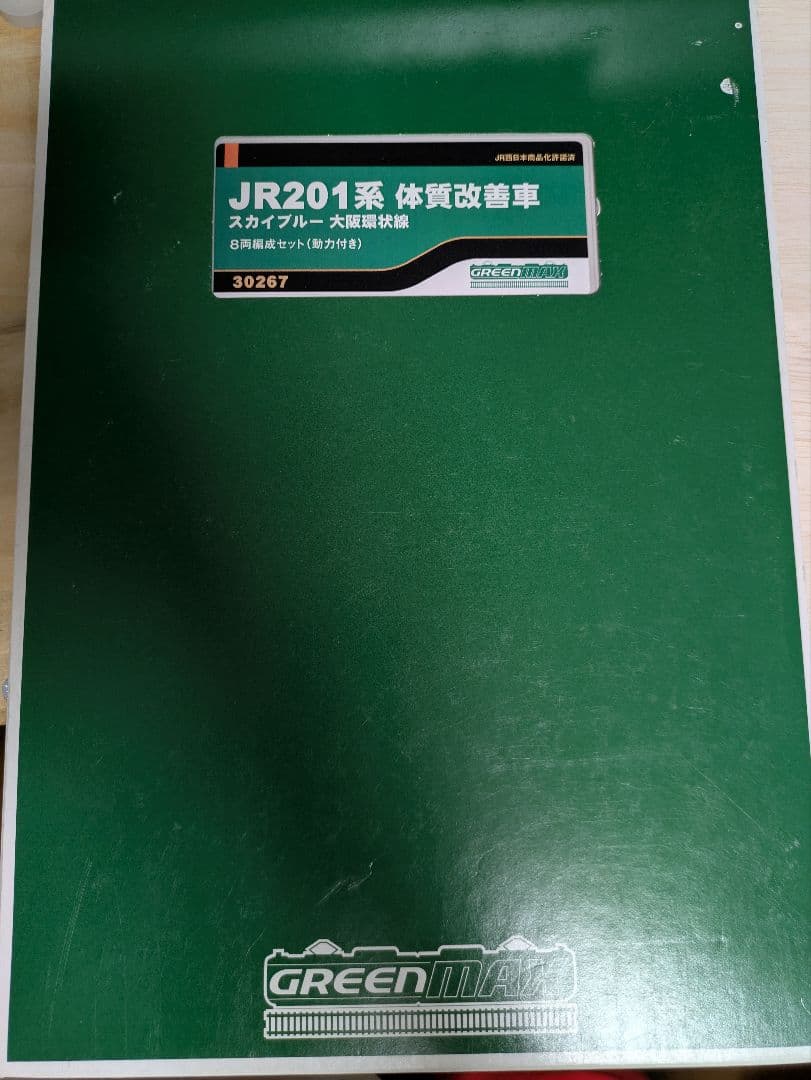 JR西日本商品化許諾済
JR201系 体質改善車
スカイブルー 大阪環状線
8両編成セット(動力付き)
GREENMAX
30267
GREENMAX